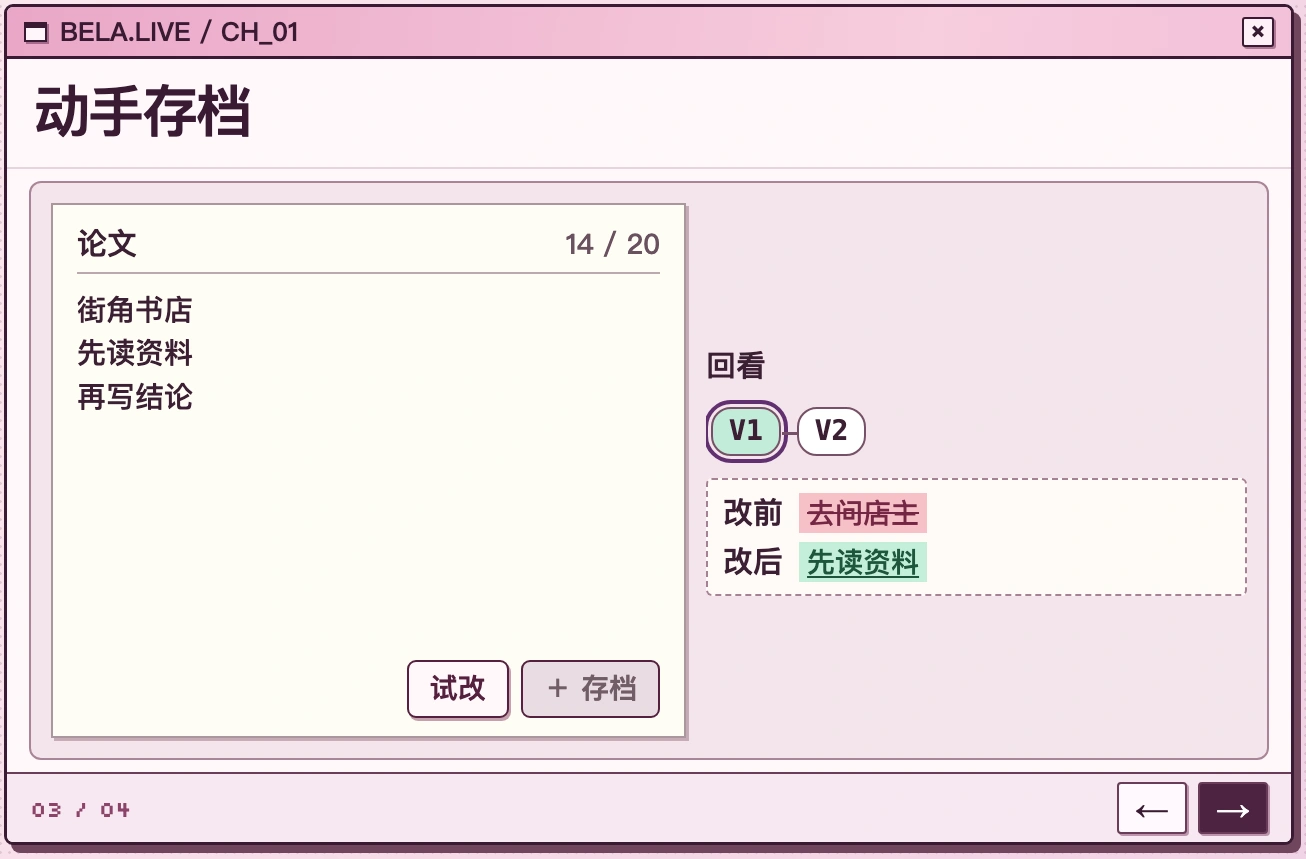 BELA.LIVE / CH_01
动手存档
论文 14 / 20
街角书店
先读资料
再写结论
试改 + 存档
回看
V1 V2
改前 去问店主
改后 先读资料
03 / 04
← →